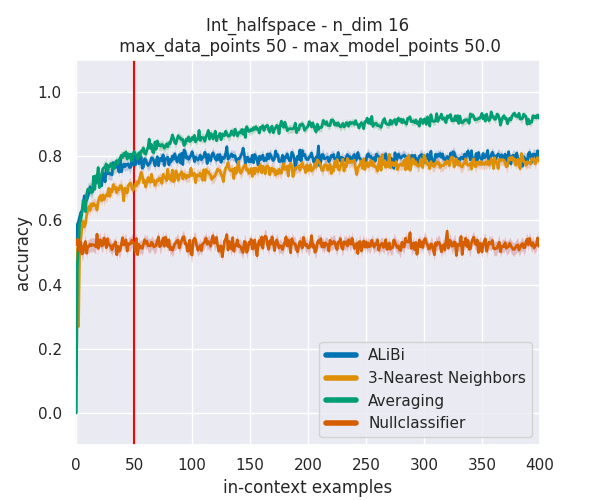 Int_halfspace - n_dim 16
max_data_points 50 - max_model_points 50.0
accuracy
1.0
0.8
0.6
0.4
0.2
0.0
ALiBi
3-Nearest Neighbors
Averaging
Nullclassifier
0 50 100 150 200 250 300 350 400
in-context examples